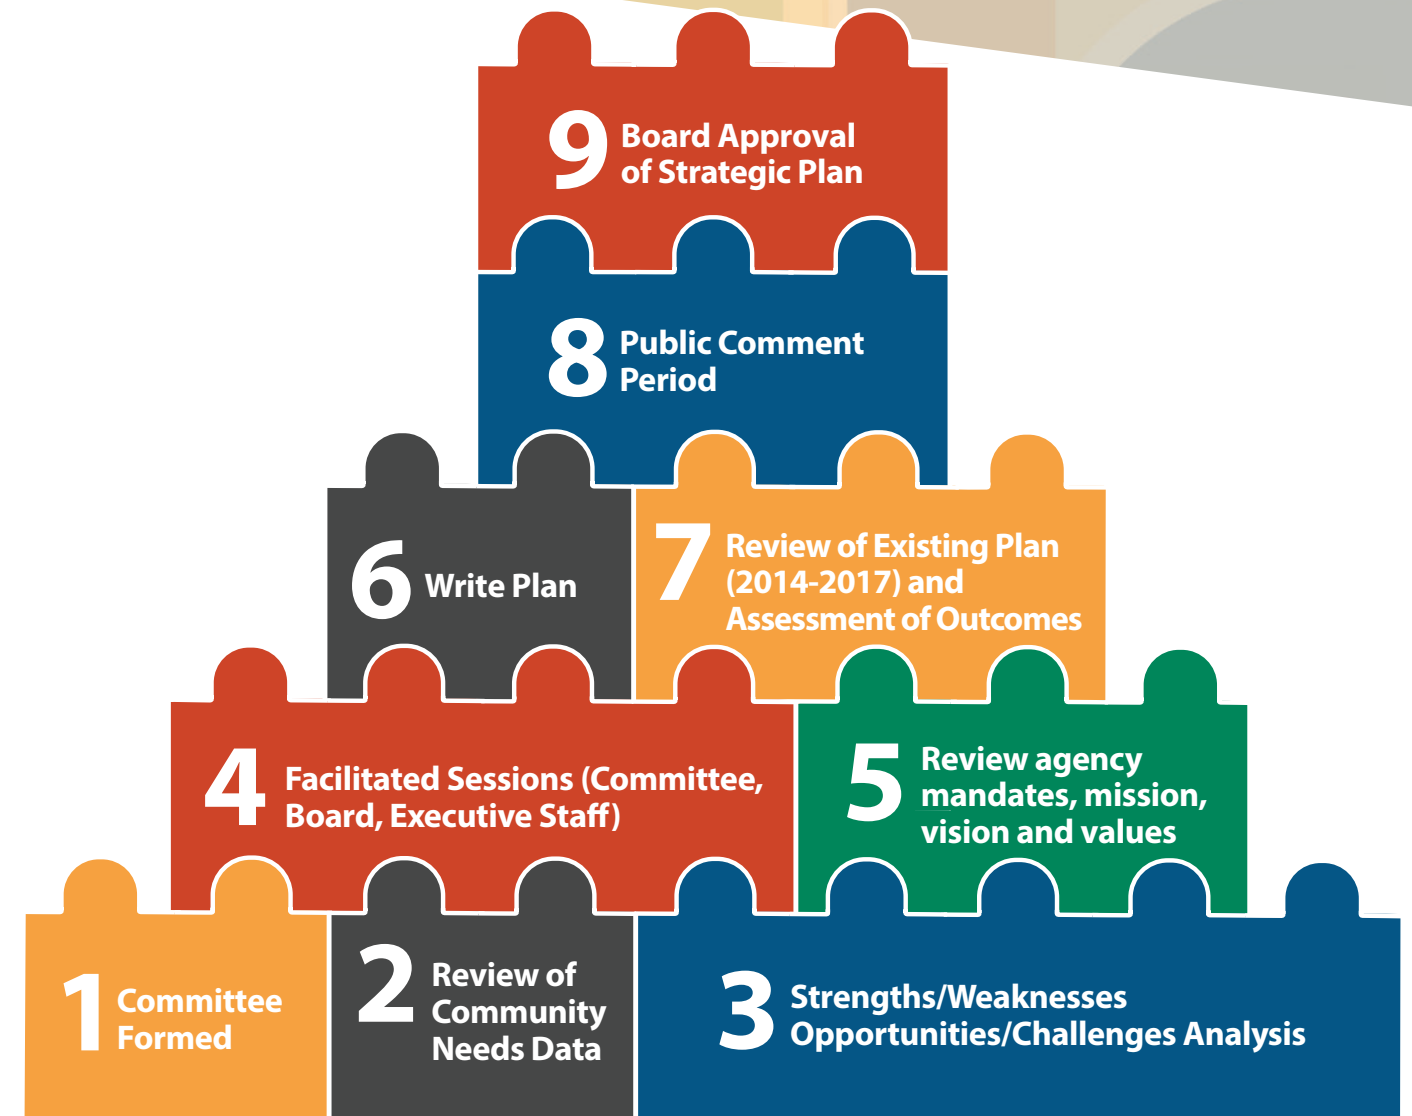 9
Board Approval
of Strategic Plan
8
Public Comment
Period
6
Write Plan
7
Review of Existing Plan
(2014-2017) and
Assessment of Outcomes
4
Facilitated Sessions (Committee,
Board, Executive Staff)
5
Review agency
mandates, mission,
vision and values
1
Committee
Formed
2
Review of
Community
Needs Data
3
Strengths/Weaknesses
Opportunities/Challenges Analysis